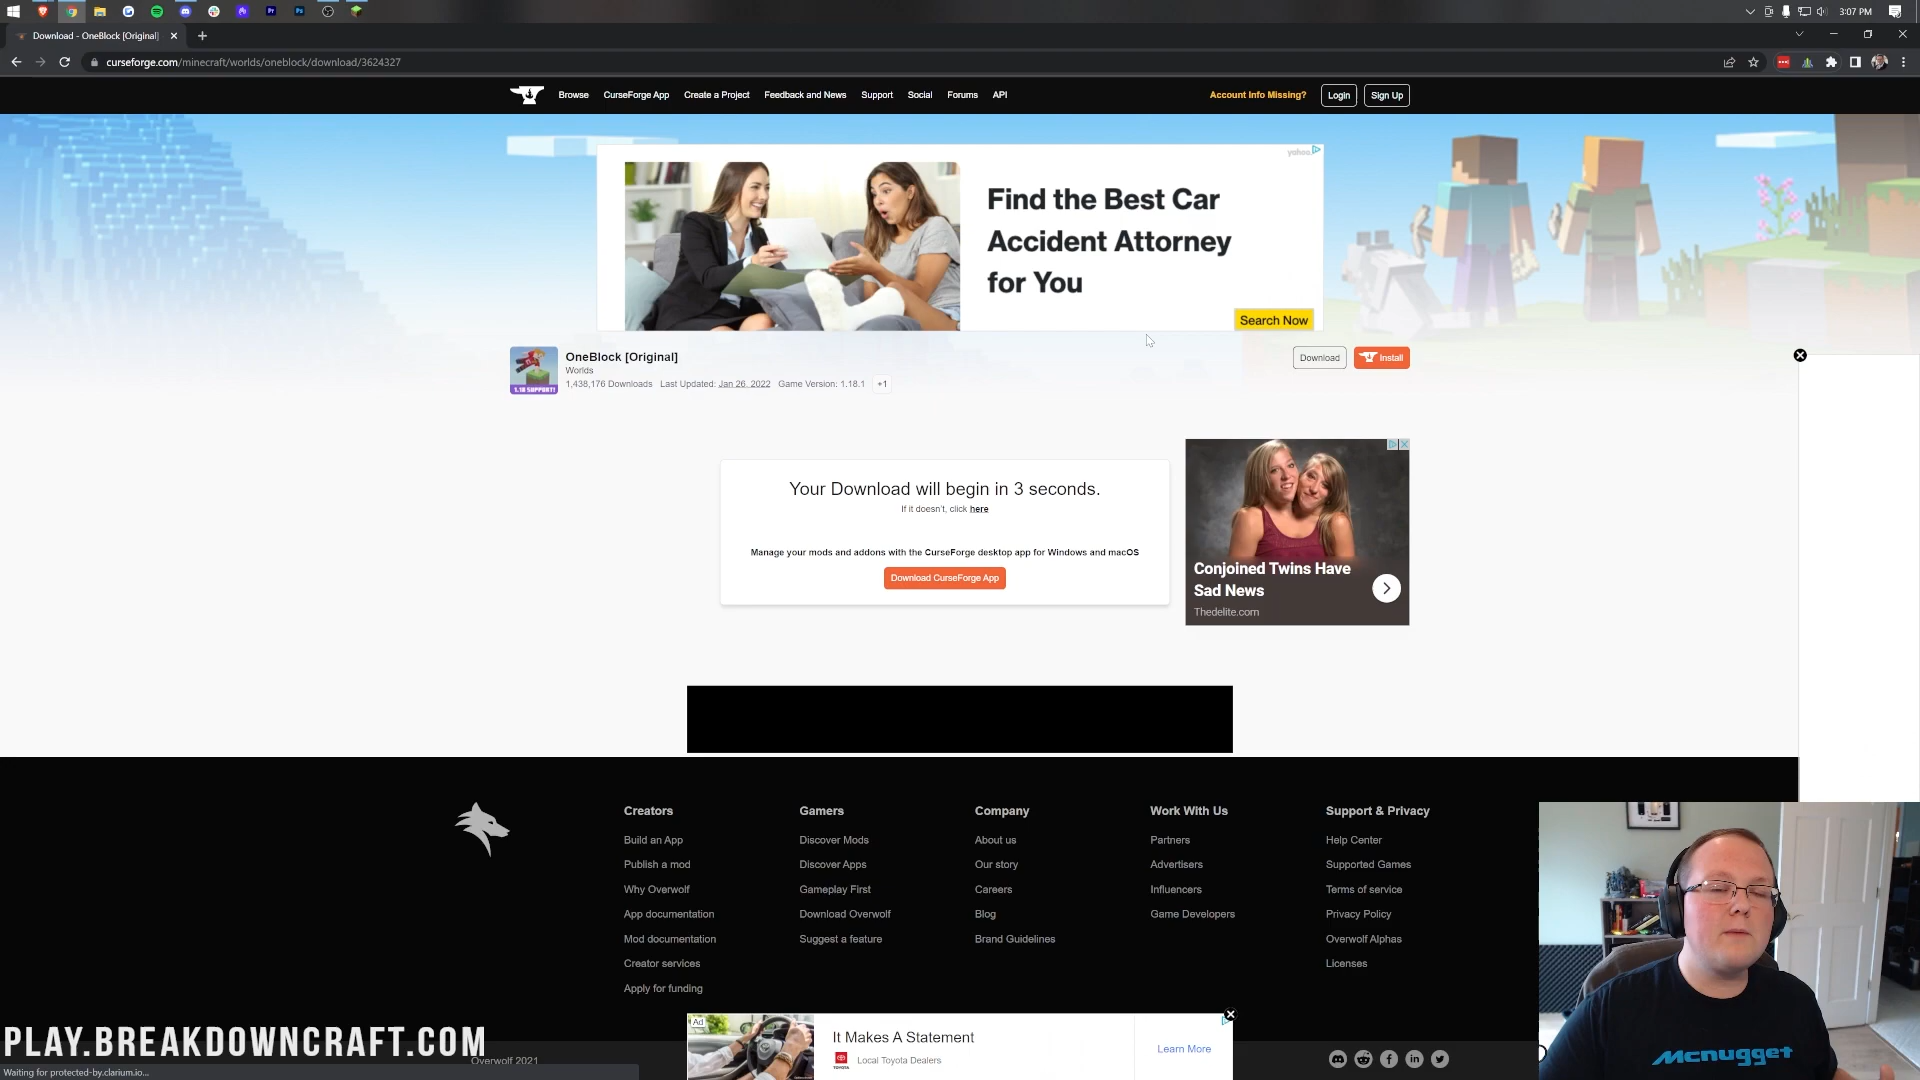 3:07 PM
Download - OneBlock [Original]
curseforge.com/minecraft/worlds/oneblock/download/3624327
Browse CurseForge App Create a Project Feedback and News Support Social Forums API
Account Info Missing? Login Sign Up
yahoo!
Find the Best Car
Accident Attorney
for You
Search Now
1.18 SUPPORT!
OneBlock [Original]
Worlds
1,438,176 Downloads Last Updated: Jan 26, 2022 Game Version: 1.18.1 +1
Download Install
Your Download will begin in 3 seconds.
If it doesn't, click here
Manage your mods and addons with the CurseForge desktop app for Windows and macOS
Download CurseForge App
Conjoined Twins Have
Sad News
Thedelite.com
Creators
Build an App
Publish a mod
Why Overwolf
App documentation
Mod documentation
Creator services
Apply for funding
Gamers
Discover Mods
Discover Apps
Gameplay First
Download Overwolf
Suggest a feature
Company
About us
Our story
Careers
Blog
Brand Guidelines
Work With Us
Partners
Advertisers
Influencers
Game Developers
Support & Privacy
Help Center
Supported Games
Terms of service
Privacy Policy
Overwolf Alphas
Licenses
Ad
It Makes A Statement
TOYOTA
Local Toyota Dealers
Learn More
PLAY.BREAKDOWNCRAFT.COM
Overwolf 2021
Waiting for protected-by.clarium.io...
Mcnugget